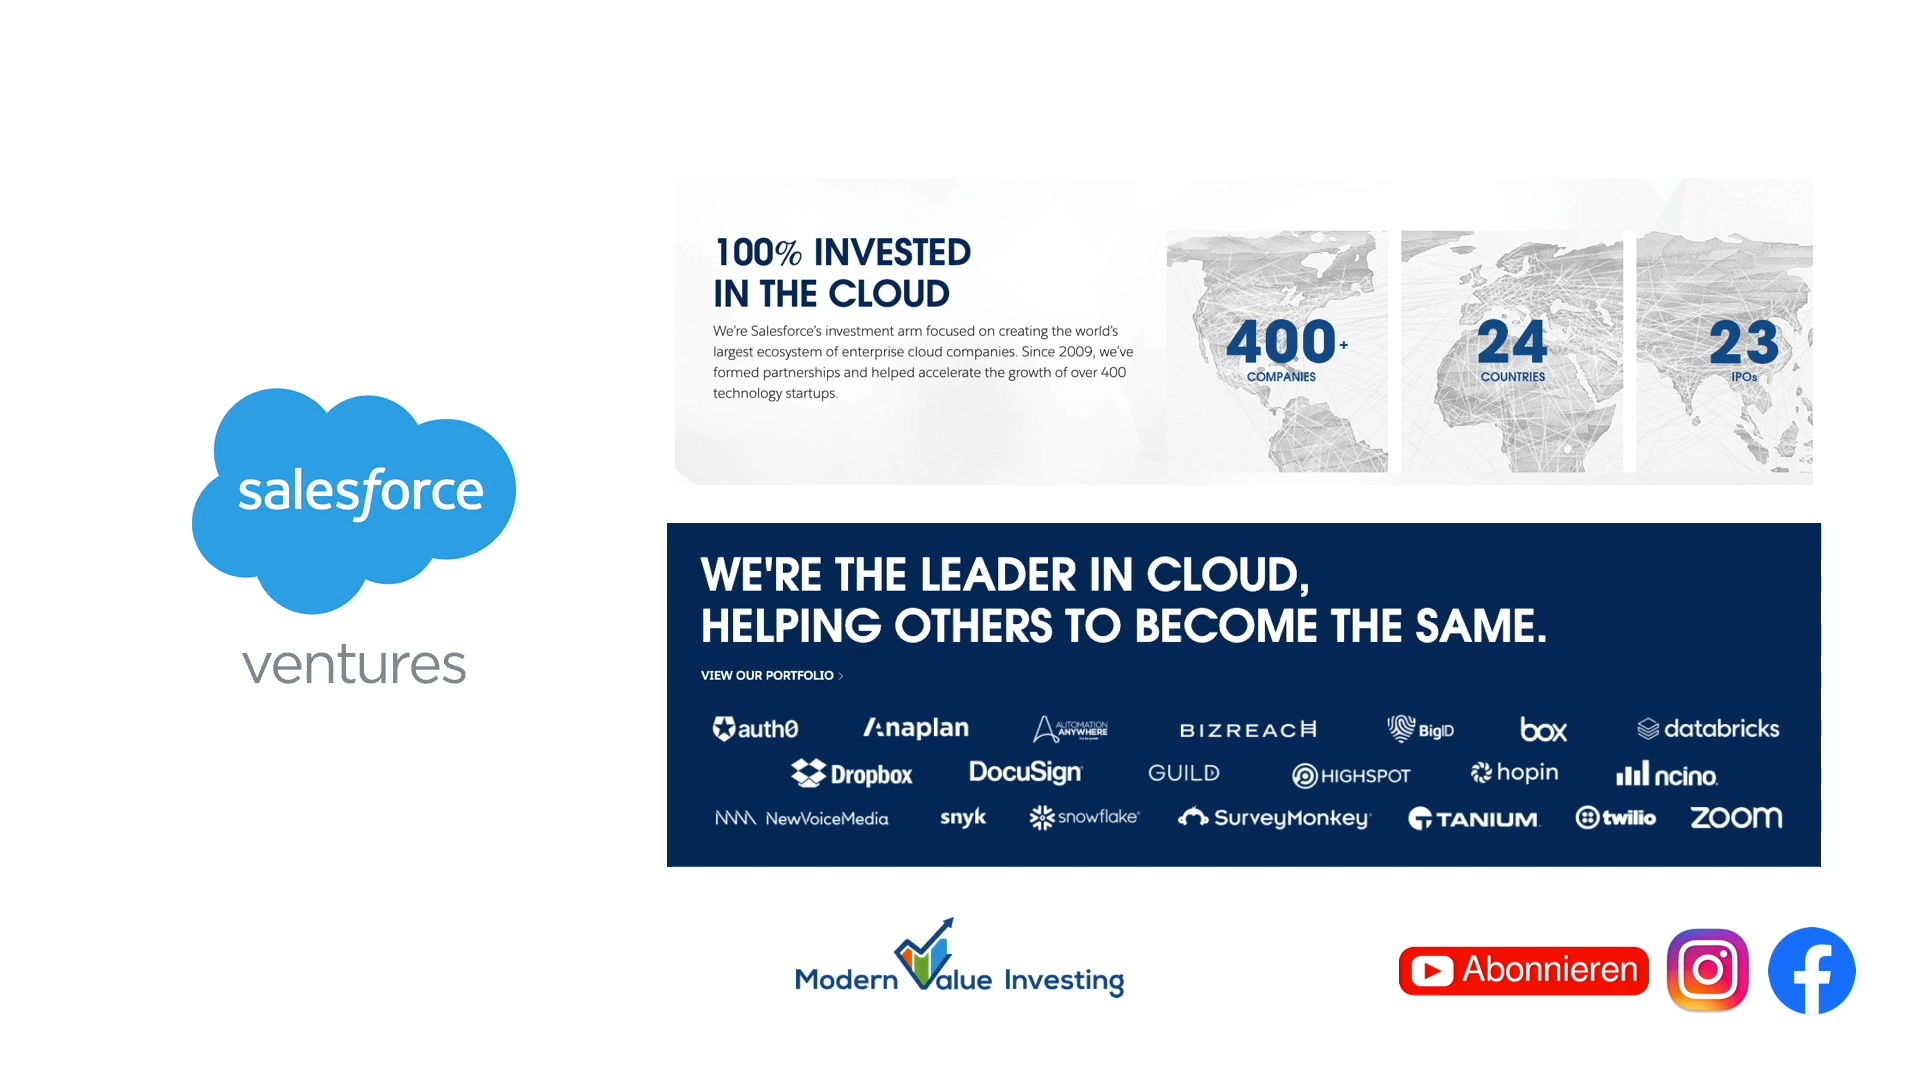 salesforce
ventures
100% INVESTED
IN THE CLOUD
We're Salesforce's investment arm focused on creating the world's
largest ecosystem of enterprise cloud companies. Since 2009, we've
formed partnerships and helped accelerate the growth of over 400
technology startups.
400+
COMPANIES
24
COUNTRIES
23
IPOs
WE'RE THE LEADER IN CLOUD,
HELPING OTHERS TO BECOME THE SAME.
VIEW OUR PORTFOLIO >
auth0 Anaplan AUTOMATION ANYWHERE BIZREACH BigID box databricks
Dropbox DocuSign GUILD HIGHSPOT hopin ncino
NewVoiceMedia snyk snowflake SurveyMonkey TANIUM twilio zoom
Modern Value Investing
Abonnieren